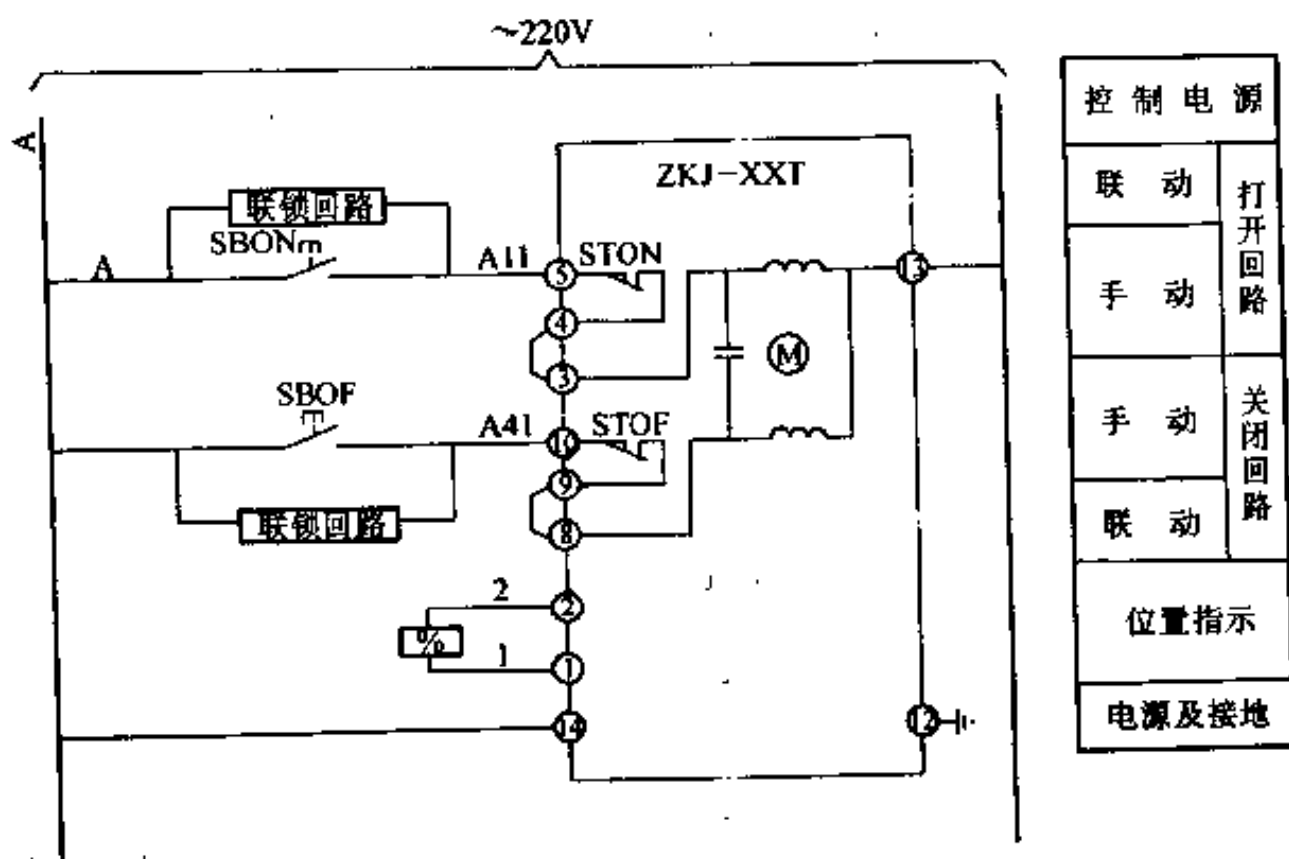 ~220V
A
ZKJ-XXT
联锁回路
SBON
A
A11
⑤
STON
④
③
⑬
M
SBOF
A41
⑩
STOF
⑨
⑧
联锁回路
2
②
%
1
①
⑭
⑫
控制电源
联动
手动
打开回路
手动
联动
关闭回路
位置指示
电源及接地